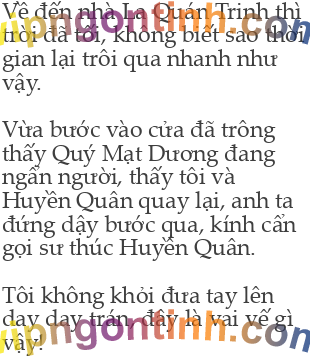 Về đến nhà La Quán Trinh thì
trời đã tối, không biết sao thời
gian lại trôi qua nhanh như
vậy.
Vừa bước vào cửa đã trông
thấy Quý Mạt Dương đang
ngẩn người, thấy tôi và
Huyền Quân quay lại, anh ta
đứng dậy bước qua, kính cẩn
gọi sư thúc Huyền Quân.
Tôi không khỏi đưa tay lên
day day trán, đây là vai vế gì
vậy!